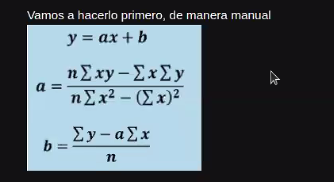 Vamos a hacerlo primero, de manera manual
y = ax + b
a = n∑xy − ∑x∑y / n∑x² − (∑x)²
b = ∑y − a∑x / n